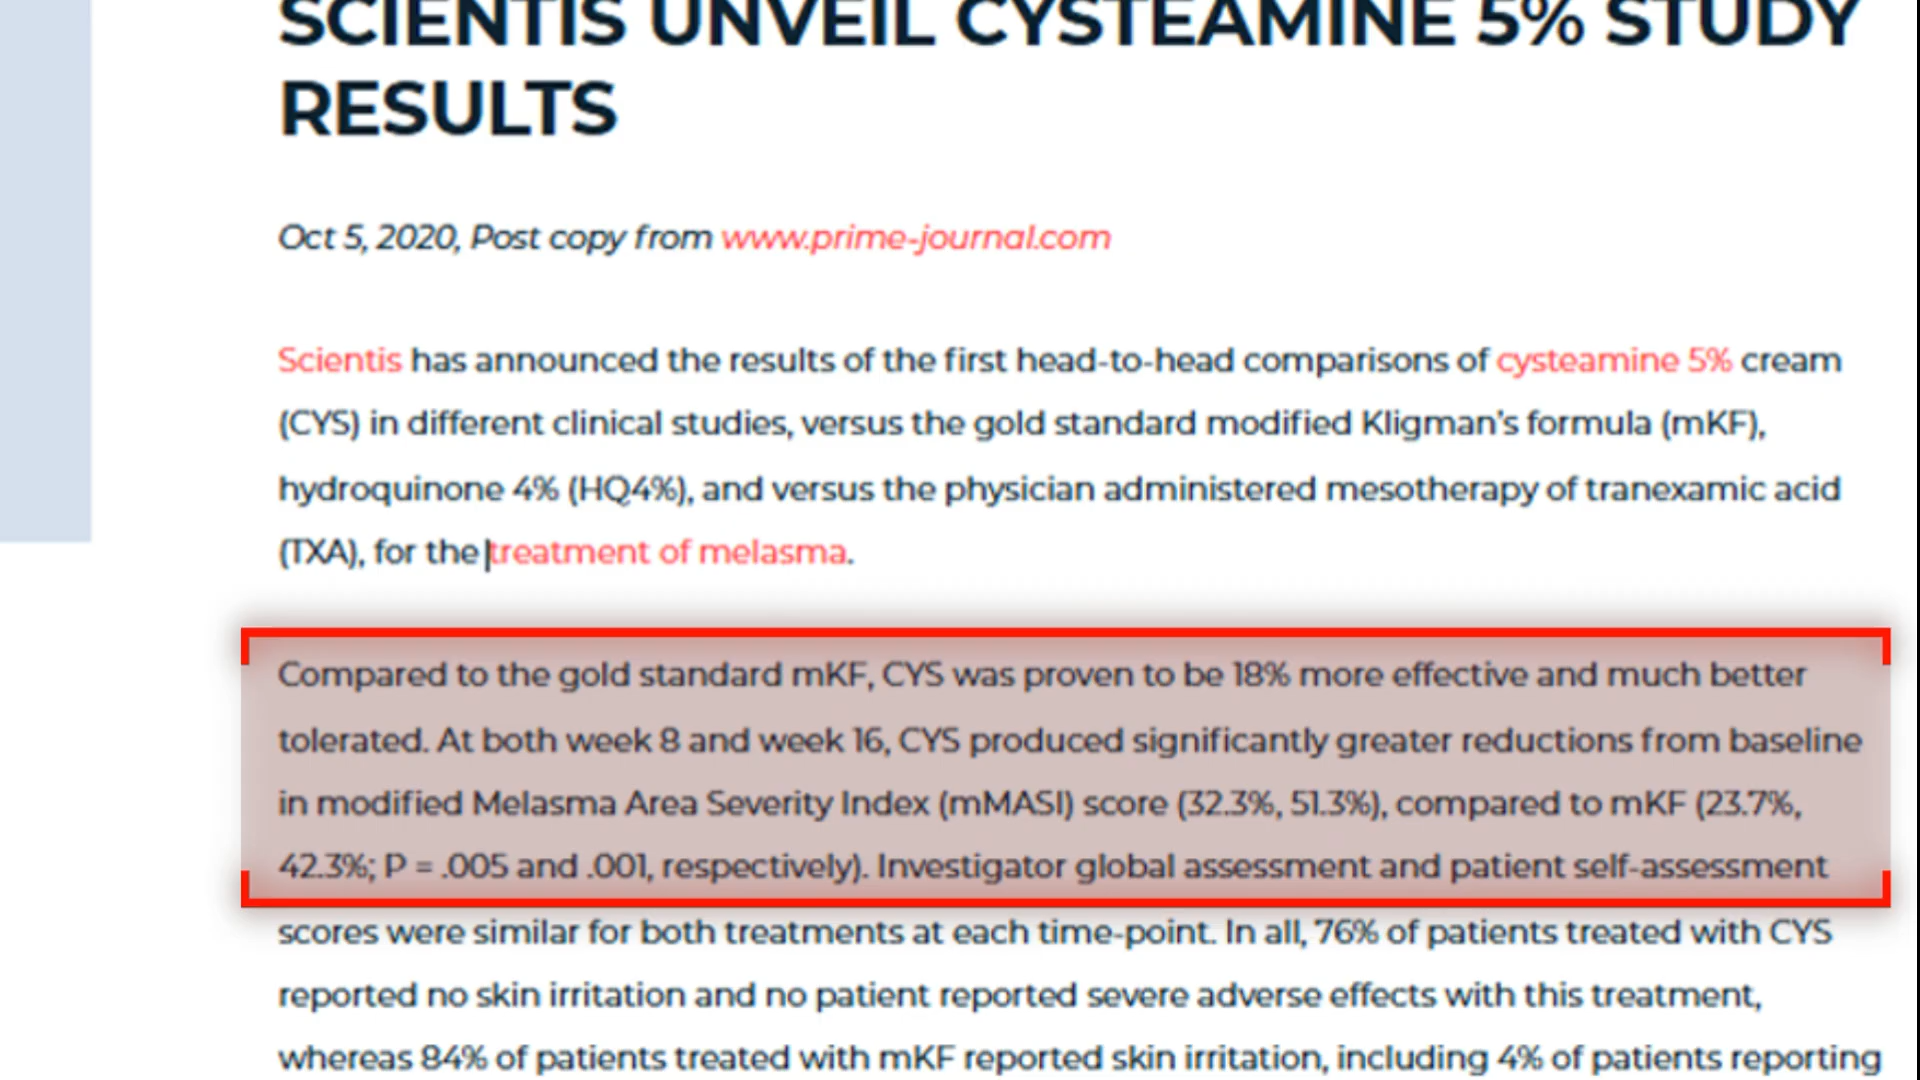 SCIENTIS UNVEIL CYSTEAMINE 5% STUDY
RESULTS
Oct 5, 2020, Post copy from www.prime-journal.com
Scientis has announced the results of the first head-to-head comparisons of cysteamine 5% cream
(CYS) in different clinical studies, versus the gold standard modified Kligman's formula (mKF),
hydroquinone 4% (HQ4%), and versus the physician administered mesotherapy of tranexamic acid
(TXA), for the treatment of melasma.
Compared to the gold standard mKF, CYS was proven to be 18% more effective and much better
tolerated. At both week 8 and week 16, CYS produced significantly greater reductions from baseline
in modified Melasma Area Severity Index (mMASI) score (32.3%, 51.3%), compared to mKF (23.7%,
42.3%; P = .005 and .001, respectively). Investigator global assessment and patient self-assessment
scores were similar for both treatments at each time-point. In all, 76% of patients treated with CYS
reported no skin irritation and no patient reported severe adverse effects with this treatment,
whereas 84% of patients treated with mKF reported skin irritation, including 4% of patients reporting